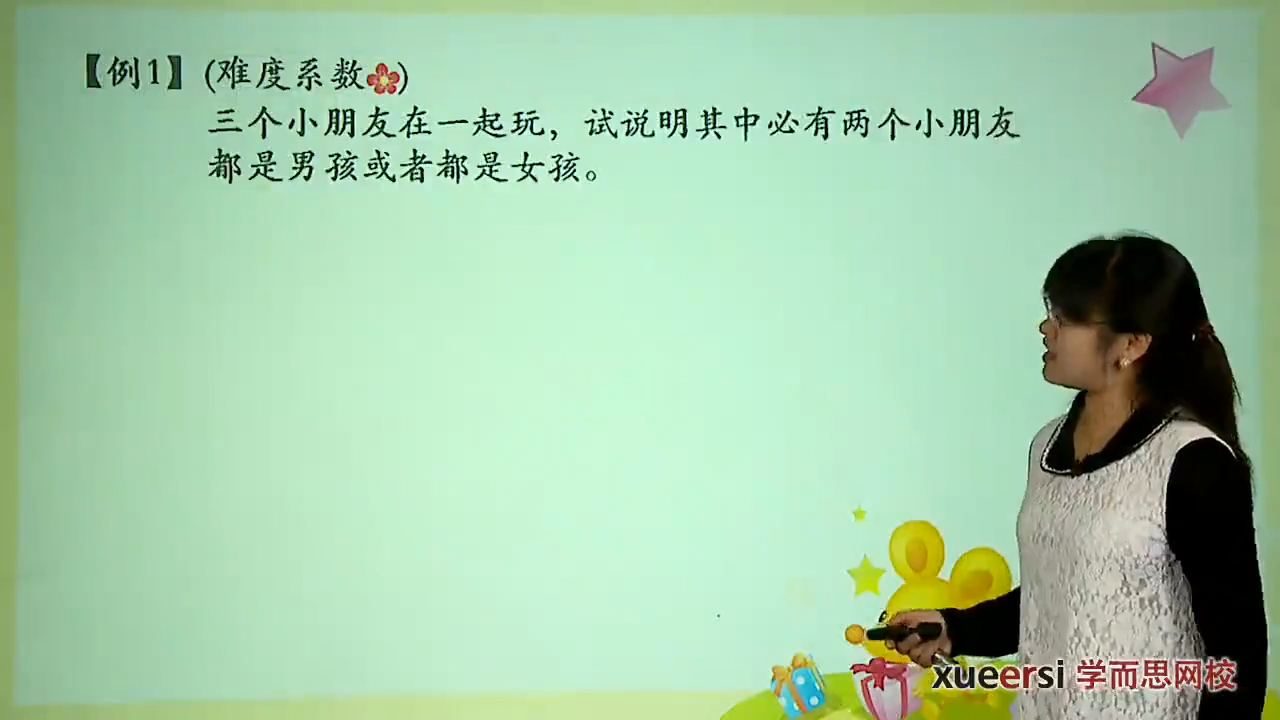 【例1】(难度系数)
三个小朋友在一起玩，试说明其中必有两个小朋友
都是男孩或者都是女孩。
xueersi 学而思网校